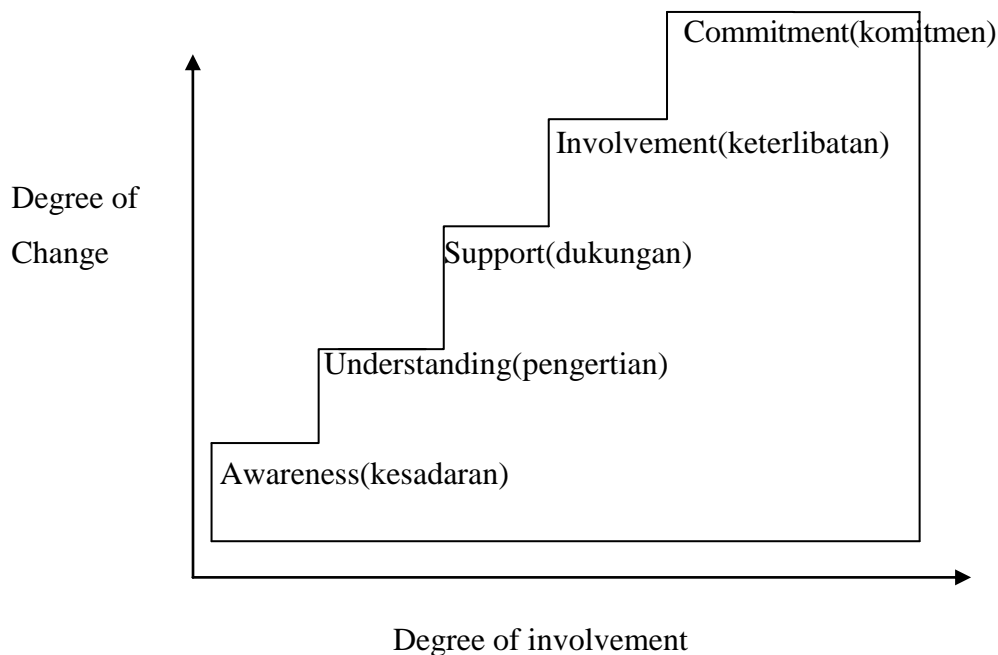 Commitment(komitmen)
Involvement(keterlibatan)
Degree of
Change
Support(dukungan)
Understanding(pengertian)
Awareness(kesadaran)
Degree of involvement